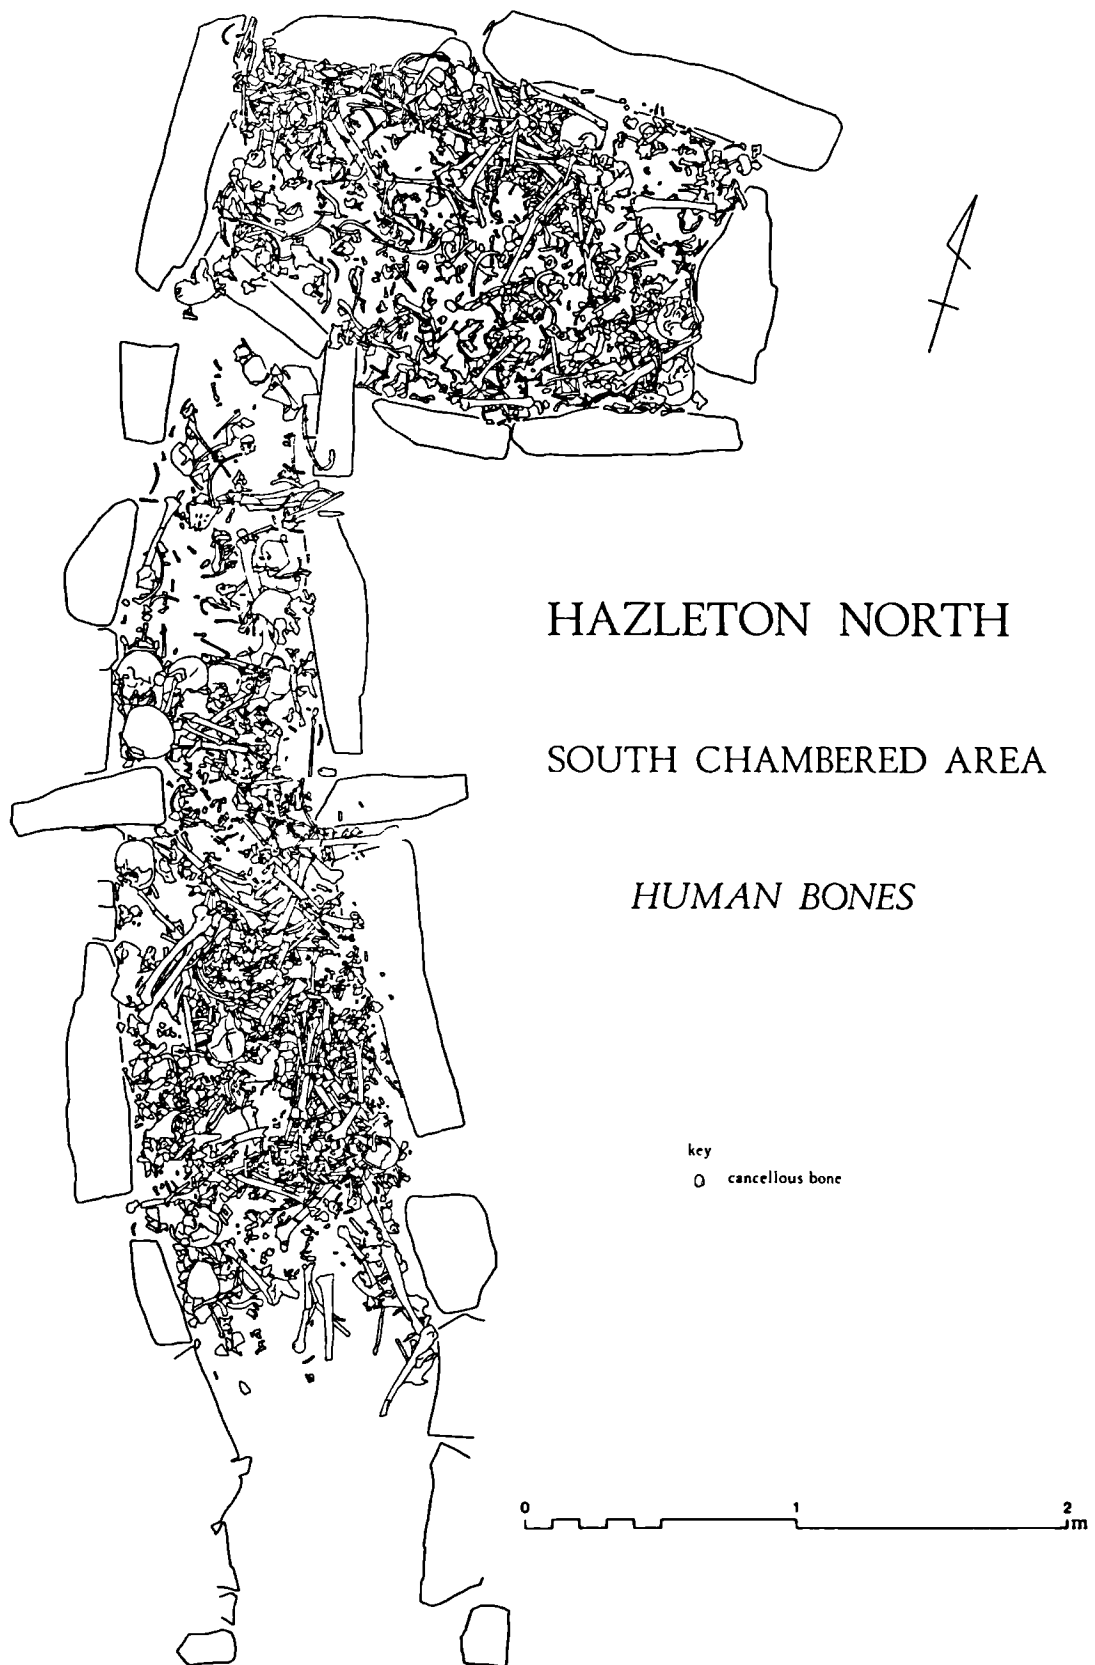 HAZLETON NORTH
SOUTH CHAMBERED AREA
HUMAN BONES
key
cancellous bone
0 1 2
m